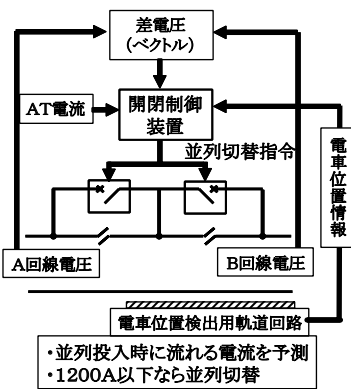 差電圧
(ベクトル)
AT電流
開閉制御
装置
並列切替指令
電車位置情報
A回線電圧
B回線電圧
電車位置検出用軌道回路
・並列投入時に流れる電流を予測
・1200A以下なら並列切替